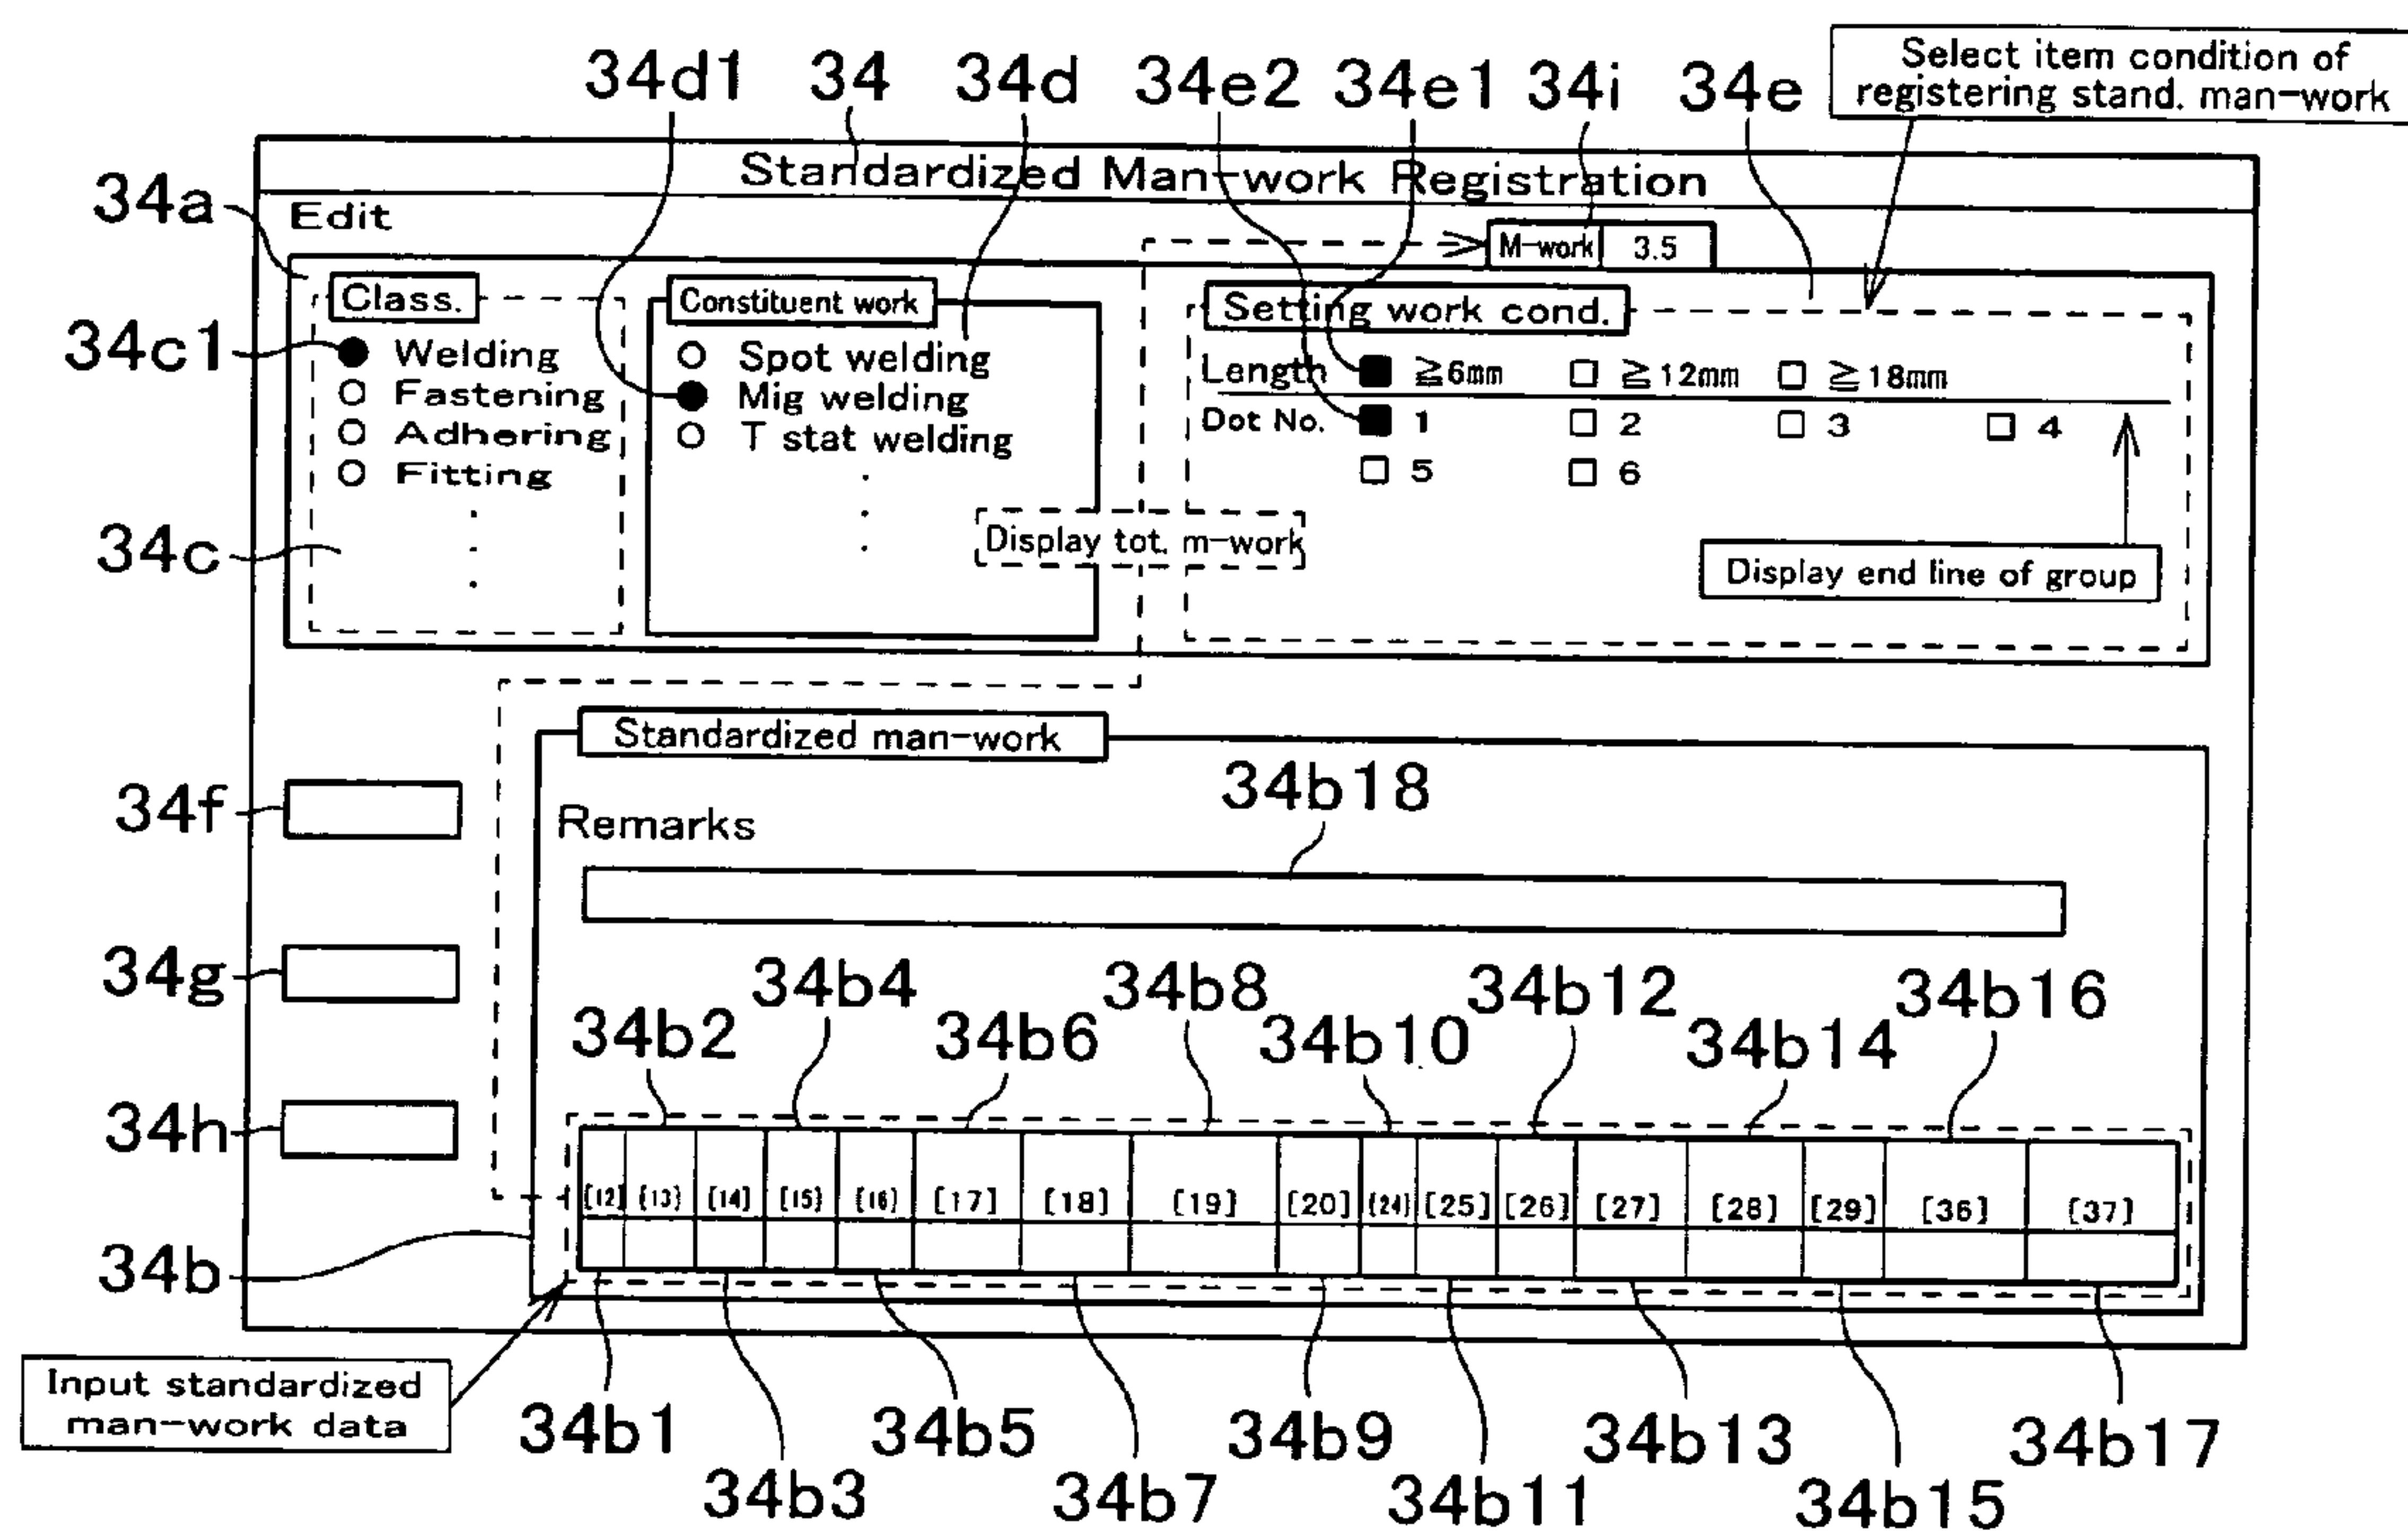 34d1 34 34d 34e2 34e1 34i 34e
Select item condition of
registering stand. man-work
Standardized Man-work Registration
34a
Edit
M-work 3.5
Class.
Constituent work
Setting work cond.
34c1
Welding
Fastening
Adhering
Fitting
Spot welding
Mig welding
T stat welding
Length ≧6mm ≧12mm ≧18mm
Dot No. 1 2 3 4
5 6
34c
Display tot. m-work
Display end line of group
Standardized man-work
34f
34b18
Remarks
34g
34b4 34b8 34b12 34b16
34b2 34b6 34b10 34b14
34h
[12] [13] [14] [15] [16] [17] [18] [19] [20] [24] [25] [26] [27] [28] [29] [36] [37]
34b
Input standardized
man-work data
34b1 34b5 34b9 34b13 34b17
34b3 34b7 34b11 34b15